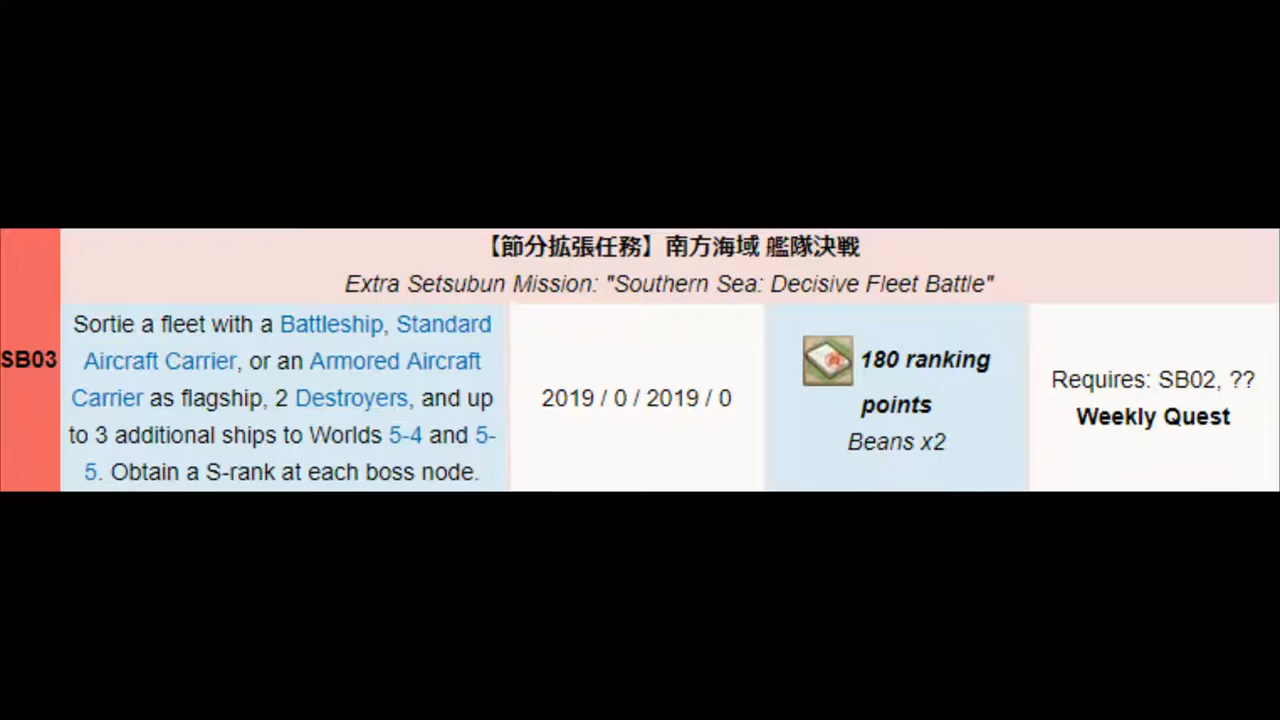 【節分拡張任務】南方海域 艦隊決戦
Extra Setsubun Mission: "Southern Sea: Decisive Fleet Battle"
SB03
Sortie a fleet with a Battleship, Standard
Aircraft Carrier, or an Armored Aircraft
Carrier as flagship, 2 Destroyers, and up
to 3 additional ships to Worlds 5-4 and 5-
5. Obtain a S-rank at each boss node.
2019 / 0 / 2019 / 0
180 ranking
points
Beans x2
Requires: SB02, ??
Weekly Quest